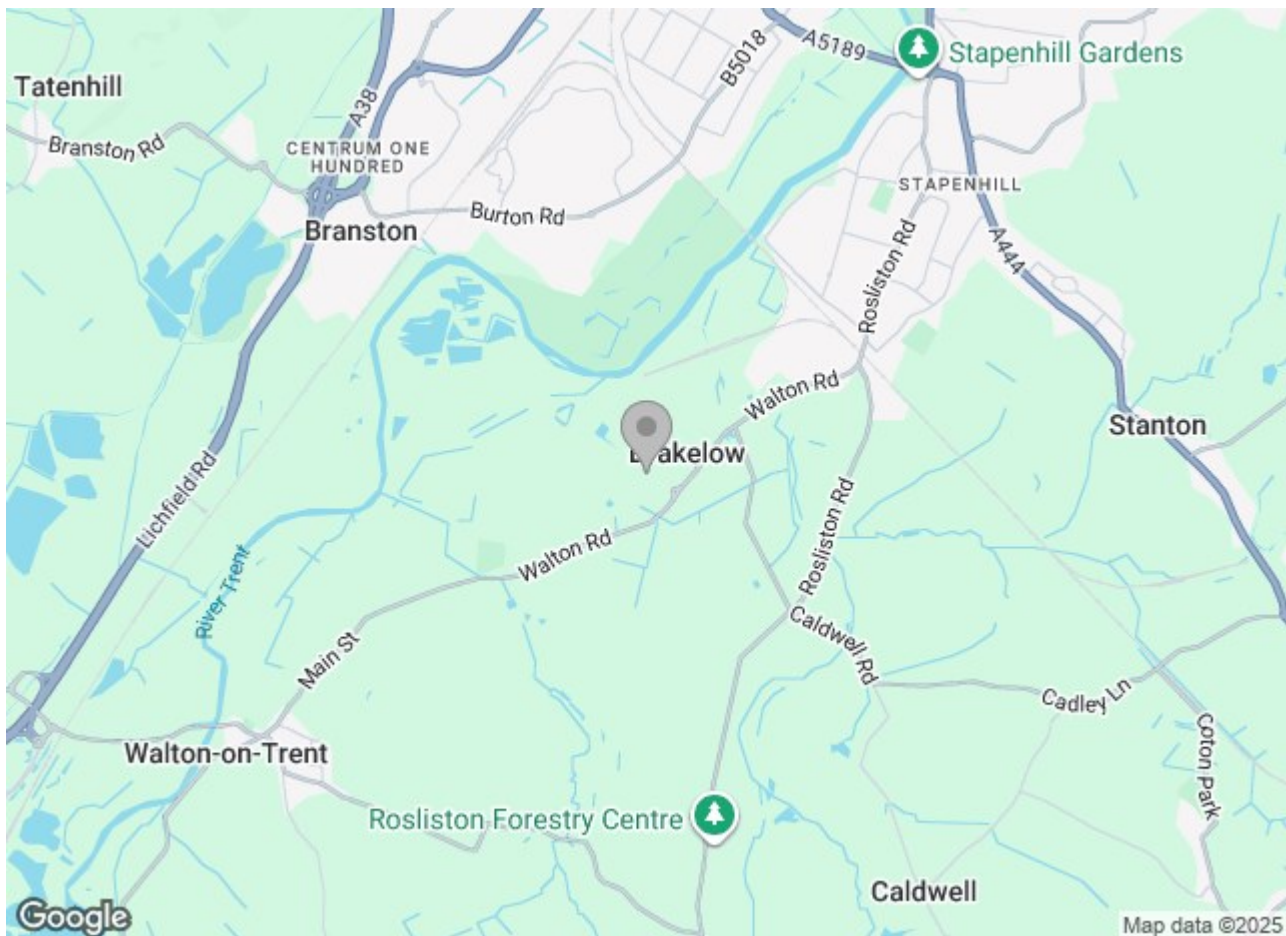 Tatenhill
A38
B5018
A5189
Stapenhill Gardens
Branston Rd
CENTRUM ONE
HUNDRED
STAPENHILL
Burton Rd
Branston
Rosliston Rd
A444
Walton Rd
Stanton
akelow
Lichfield Rd
River Trent
Walton Rd
Rosliston Rd
Main St
Caldwell Rd
Cadley Ln
Coton Park
Walton-on-Trent
Rosliston Forestry Centre
Caldwell
Google
Map data ©2025